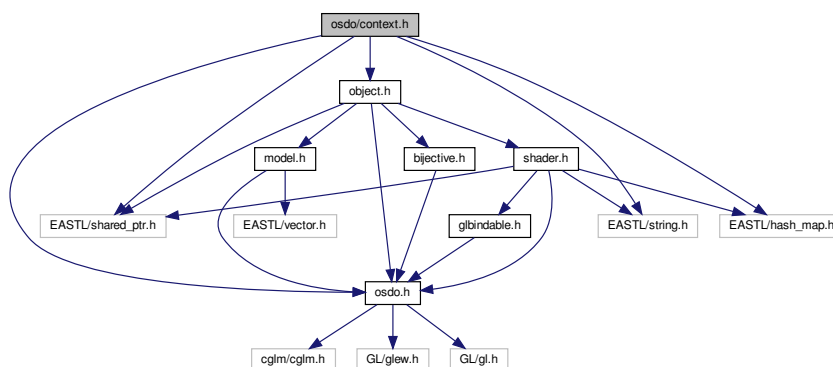 osdo/context.h
object.h
model.h
bijective.h
shader.h
EASTL/shared_ptr.h
EASTL/vector.h
glbindable.h
EASTL/string.h
EASTL/hash_map.h
osdo.h
cglm/cglm.h
GL/glew.h
GL/gl.h